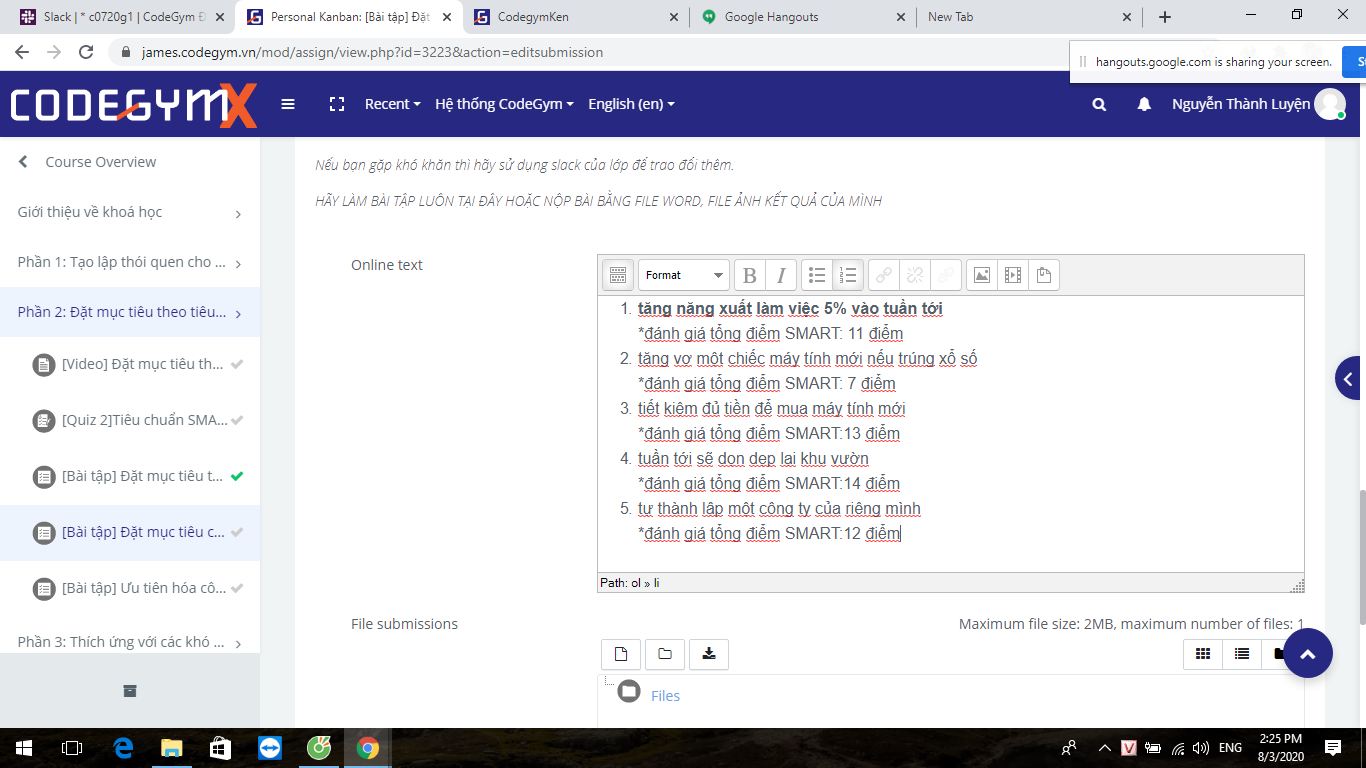 Slack | * c0720g1 | CodeGym Đ
Personal Kanban: [Bài tập] Đặt
CodegymKen
Google Hangouts
New Tab
james.codegym.vn/mod/assign/view.php?id=3223&action=editsubmission
hangouts.google.com is sharing your screen.
CODEGYMX
Recent
Hệ thống CodeGym
English (en)
Nguyễn Thành Luyện
Course Overview
Giới thiệu về khoá học
Phần 1: Tạo lập thói quen cho ...
Phần 2: Đặt mục tiêu theo tiêu...
[Video] Đặt mục tiêu th...
[Quiz 2]Tiêu chuẩn SMA...
[Bài tập] Đặt mục tiêu t...
[Bài tập] Đặt mục tiêu c...
[Bài tập] Ưu tiên hóa cô...
Phần 3: Thích ứng với các khó ...
Nếu bạn gặp khó khăn thì hãy sử dụng slack của lớp để trao đổi thêm.
HÃY LÀM BÀI TẬP LUÔN TẠI ĐÂY HOẶC NỘP BÀI BẰNG FILE WORD, FILE ẢNH KẾT QUẢ CỦA MÌNH
Online text
Format
B
I
1. tăng năng xuất làm việc 5% vào tuần tới
*đánh giá tổng điểm SMART: 11 điểm
2. tặng vợ một chiếc máy tính mới nếu trúng xổ số
*đánh giá tổng điểm SMART: 7 điểm
3. tiết kiệm đủ tiền để mua máy tính mới
*đánh giá tổng điểm SMART:13 điểm
4. tuần tới sẽ dọn dẹp lại khu vườn
*đánh giá tổng điểm SMART:14 điểm
5. tự thành lập một công ty của riêng mình
*đánh giá tổng điểm SMART:12 điểm
Path: ol » li
File submissions
Maximum file size: 2MB, maximum number of files: 1
Files
ENG
2:25 PM
8/3/2020